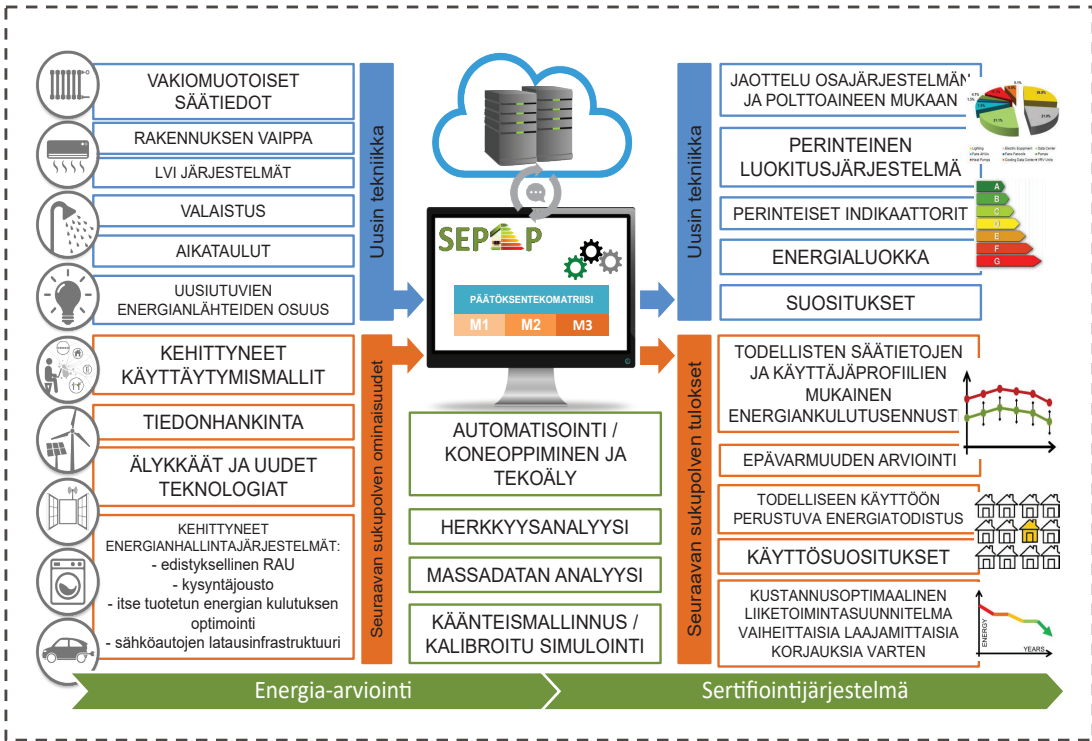 VAKIOMUOTOISET
SÄÄTIEDOT
RAKENNUKSEN VAIPPA
LVI JÄRJESTELMÄT
VALAISTUS
AIKATAULUT
UUSIUTUVIEN
ENERGIANLÄHTEIDEN OSUUS
Uusin tekniikka
KEHITTYNEET
KÄYTTÄYTYMISMALLIT
TIEDONHANKINTA
ÄLYKKÄÄT JA UUDET
TEKNOLOGIAT
KEHITTYNEET
ENERGIANHALLINTAJÄRJESTELMÄT:
- edistyksellinen RAU
- kysyntäjousto
- itse tuotetun energian kulutuksen
optimointi
- sähköautojen latausinfrastruktuuri
Seuraavan sukupolven ominaisuudet
SEP P
PÄÄTÖKSENTEKOMATRIISI
M1 M2 M3
AUTOMATISOINTI /
KONEOPPIMINEN JA
TEKOÄLY
HERKKYYSANALYYSI
MASSADATAN ANALYYSI
KÄÄNTEISMALLINNUS /
KALIBROITU SIMULOINTI
Uusin tekniikka
JAOTTELU OSAJÄRJESTELMÄN
JA POLTTOAINEEN MUKAAN
PERINTEINEN
LUOKITUSJÄRJESTELMÄ
PERINTEISET INDIKAATTORIT
ENERGIALUOKKA
SUOSITUKSET
A
B
C
D
E
F
G
Seuraavan sukupolven tulokset
TODELLISTEN SÄÄTIETOJEN
JA KÄYTTÄJÄPROFIILIEN
MUKAINEN
ENERGIANKULUTUSENNUST
EPÄVARMUUDEN ARVIOINTI
TODELLISEEN KÄYTTÖÖN
PERUSTUVA ENERGIATODISTUS
KÄYTTÖSUOSITUKSET
KUSTANNUSOPTIMAALINEN
LIIKETOIMINTASUUNNITELMA
VAIHEITTAISIA LAAJAMITTAISIA
KORJAUKSIA VARTEN
ENERGY
YEARS
Energia-arviointi
Sertifiointijärjestelmä